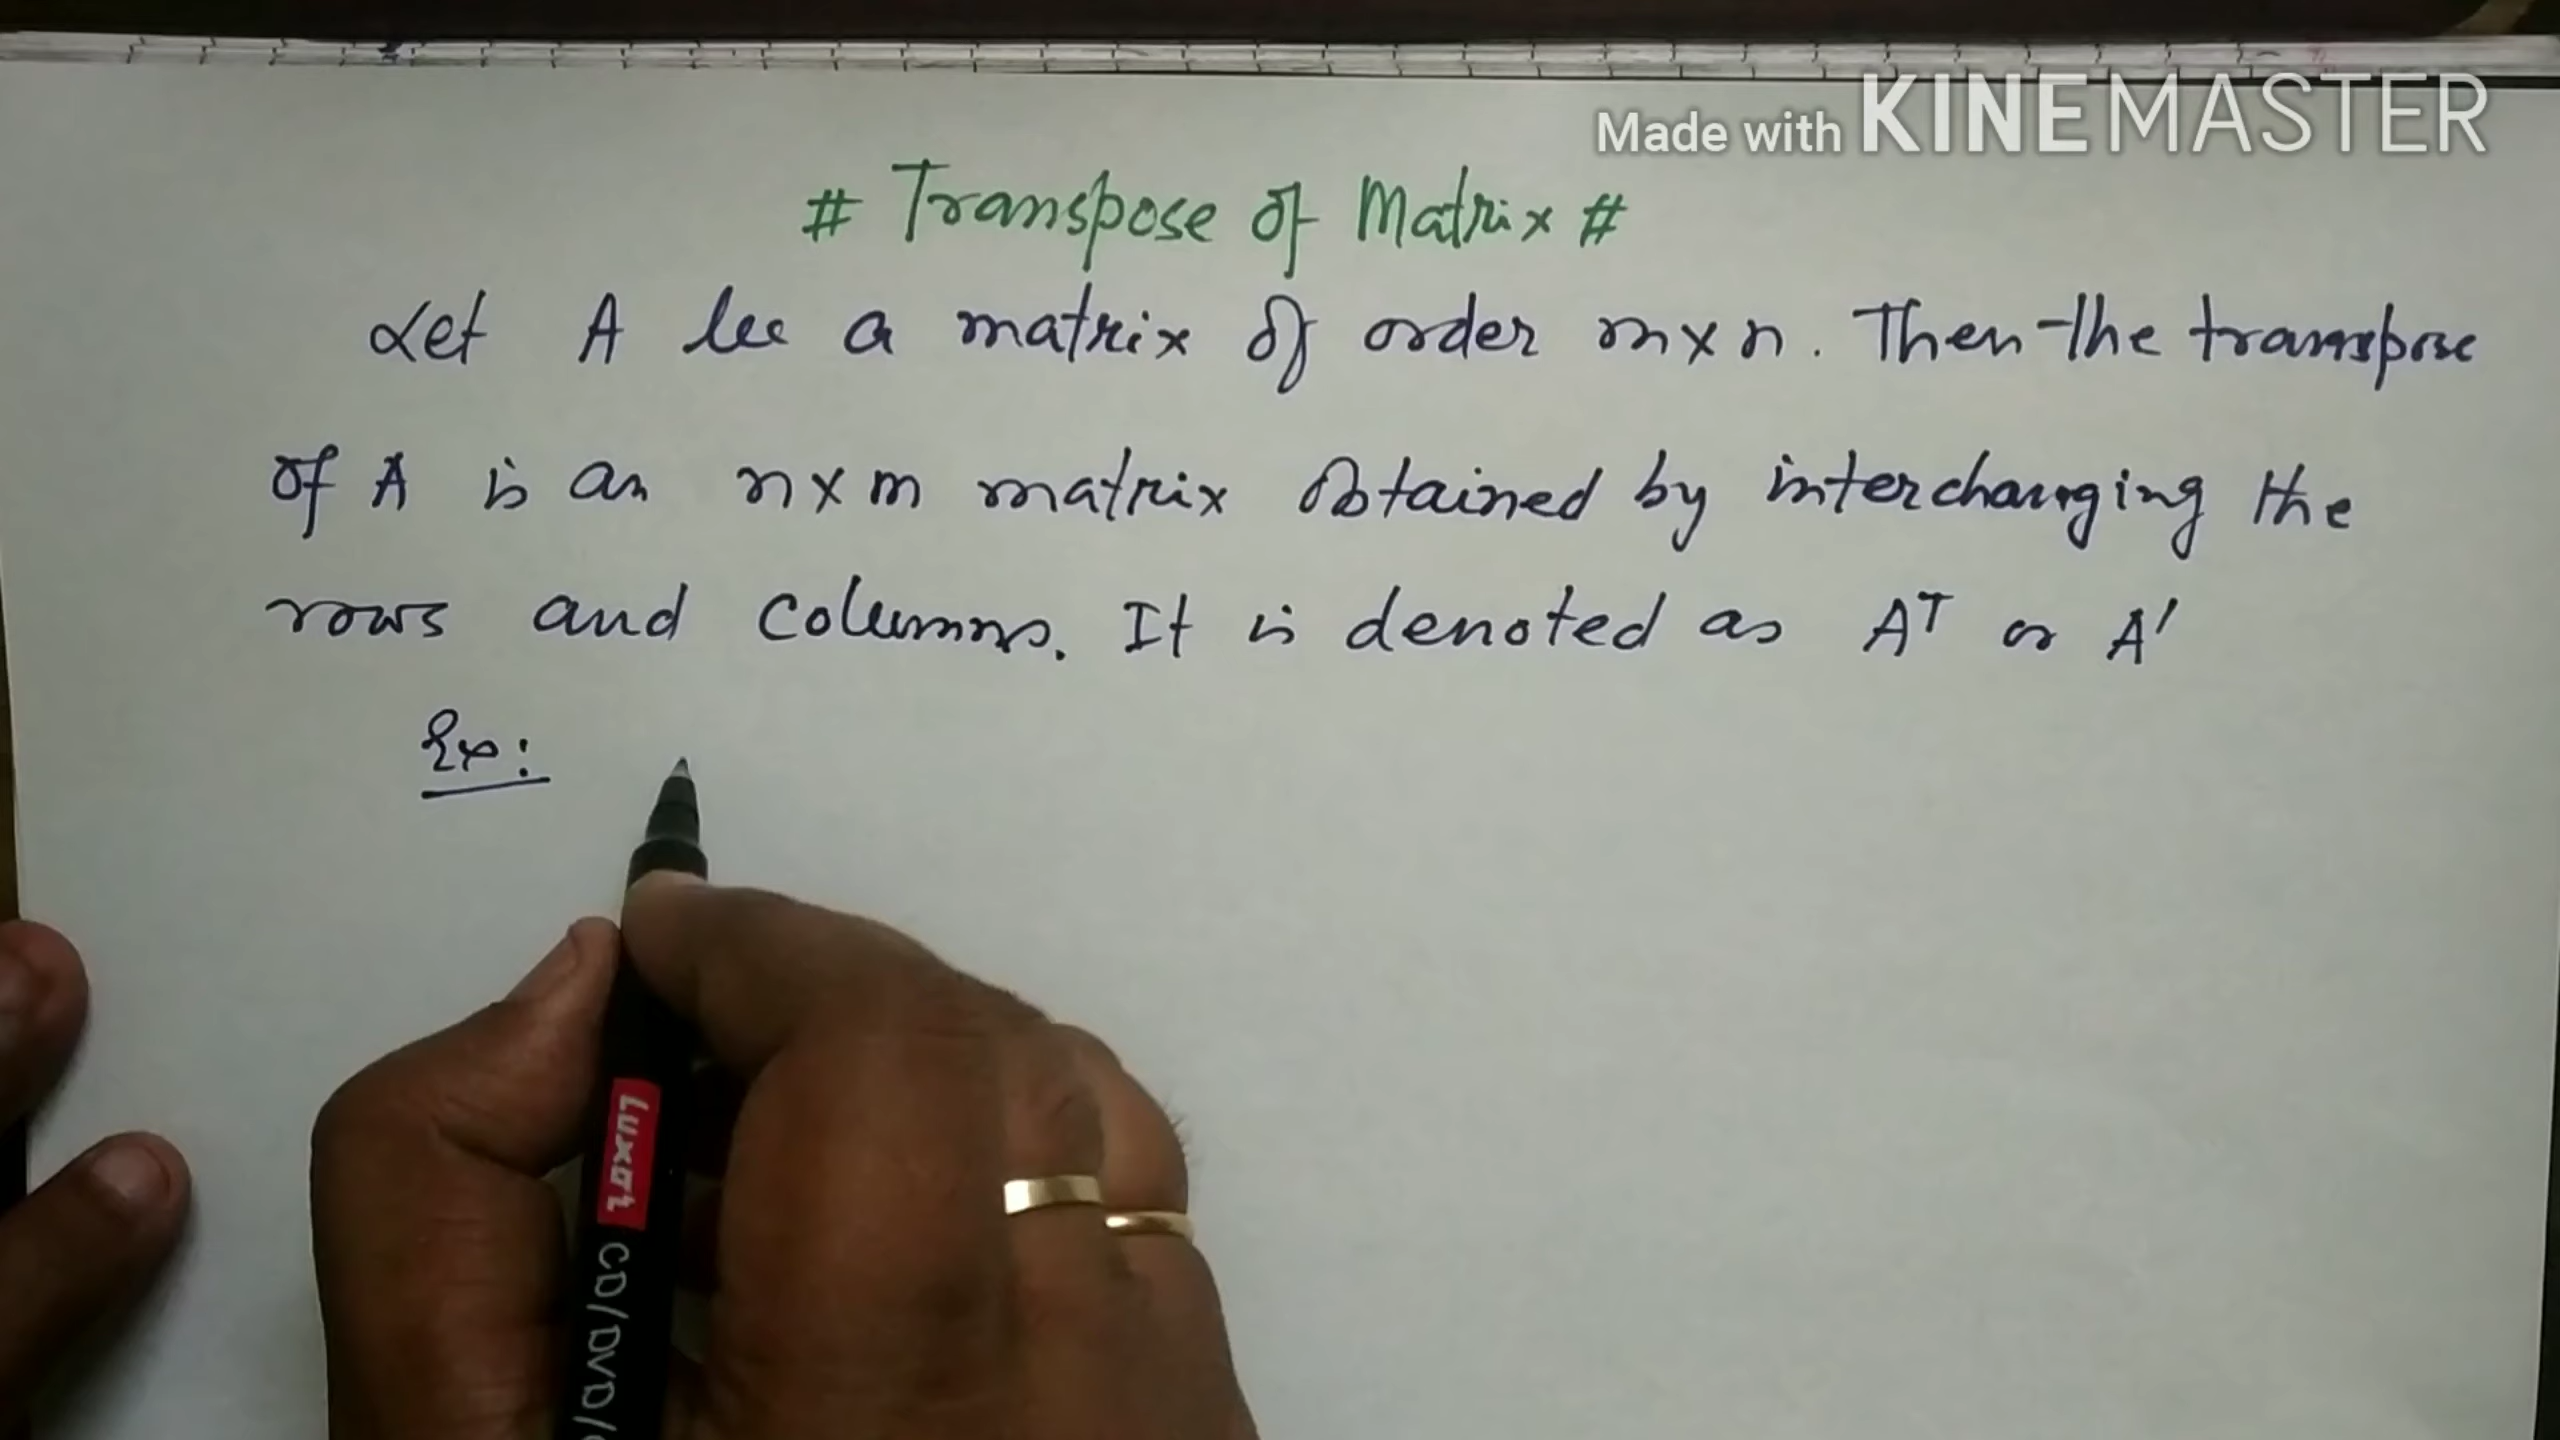 Made with KINEMASTER
# Transpose of Matrix #
Let A be a matrix of order m x n. Then the transpose
of A is an n x m matrix obtained by interchanging the
rows and columns. It is denoted as Aᵀ or A'
Ex:
Luxor CD/DVD/